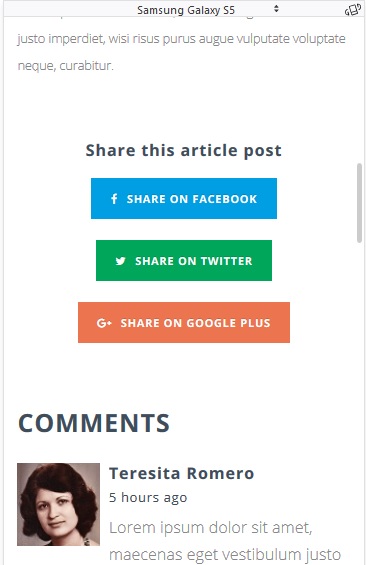 Samsung Galaxy S5
justo imperdiet, wisi risus purus augue vulputate voluptate
neque, curabitur.
Share this article post
SHARE ON FACEBOOK
SHARE ON TWITTER
G+ SHARE ON GOOGLE PLUS
COMMENTS
Teresita Romero
5 hours ago
Lorem ipsum dolor sit amet,
maecenas eget vestibulum justo